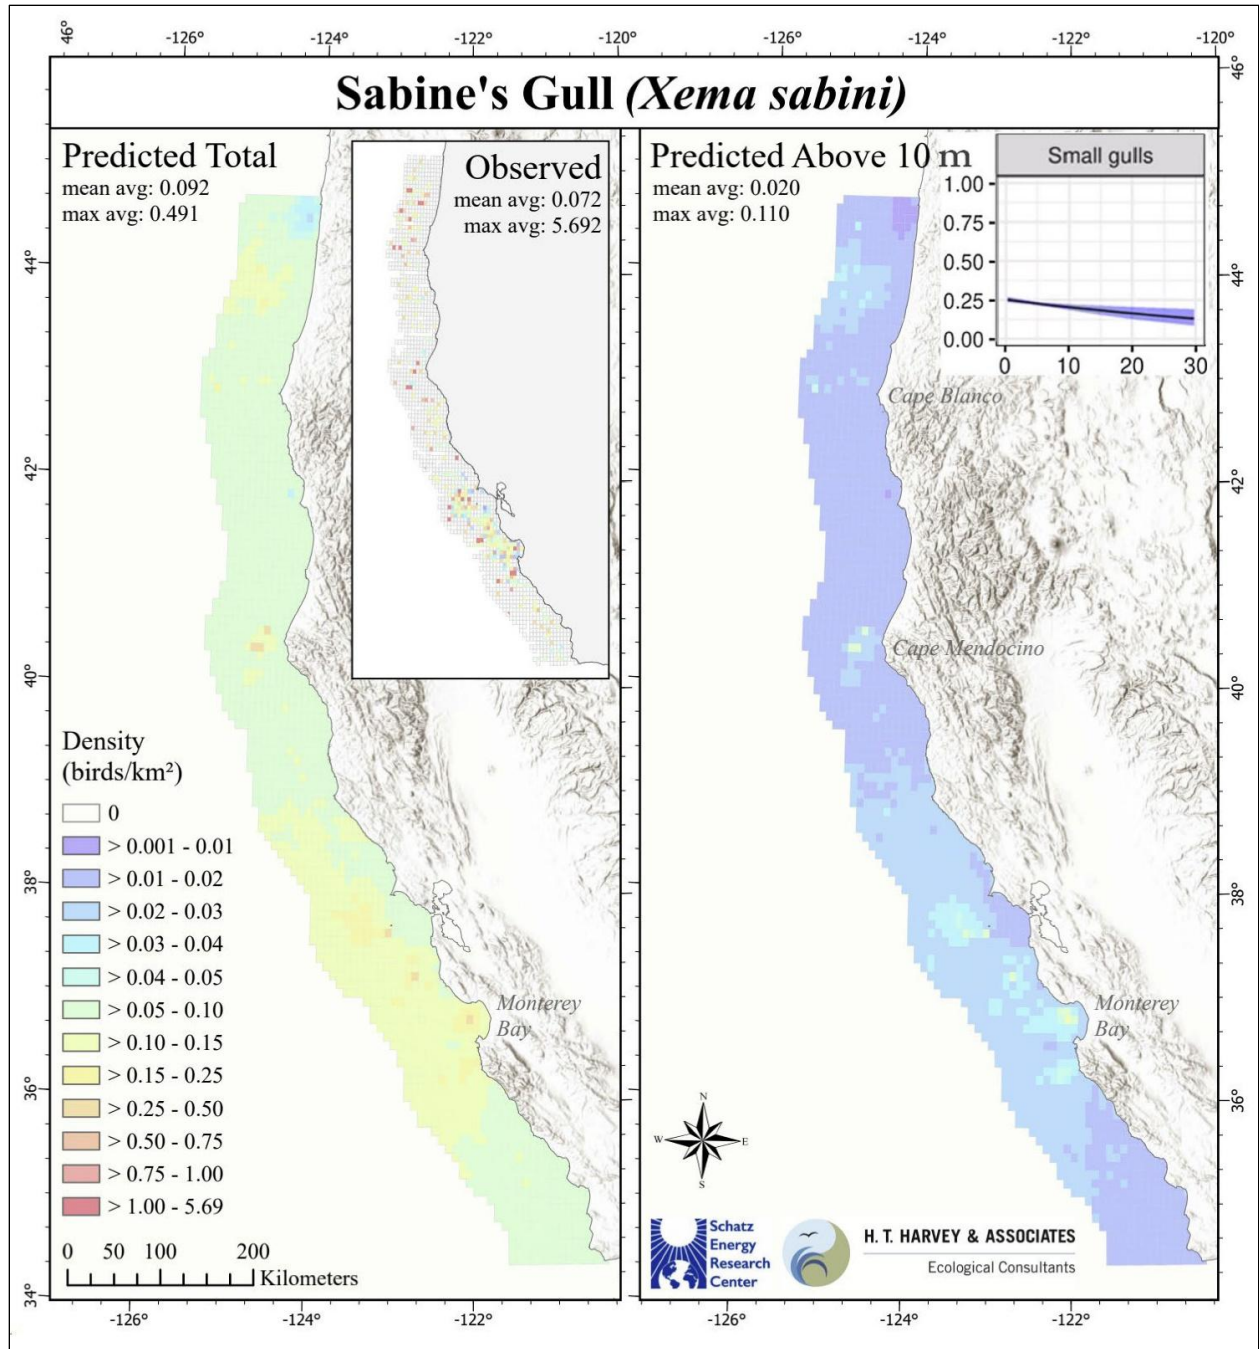 46° -126° -124° -122° -120° -126° -124° -122° -120° 46°
Sabine's Gull (Xema sabini)
Predicted Total
mean avg: 0.092
max avg: 0.491
Observed
mean avg: 0.072
max avg: 5.692
Predicted Above 10 m
mean avg: 0.020
max avg: 0.110
Small gulls
1.00
0.75
0.50
0.25
0.00
0 10 20 30
44° 44°
Cape Blanco
42° 42°
Cape Mendocino
40° 40°
Density
(birds/km²)
0
> 0.001 - 0.01
> 0.01 - 0.02
> 0.02 - 0.03
> 0.03 - 0.04
> 0.04 - 0.05
> 0.05 - 0.10
> 0.10 - 0.15
> 0.15 - 0.25
> 0.25 - 0.50
> 0.50 - 0.75
> 0.75 - 1.00
> 1.00 - 5.69
38° 38°
Monterey
Bay
Monterey
Bay
36° 36°
N
W E
S
0 50 100 200
Kilometers
Schatz
Energy
Research
Center
H. T. HARVEY & ASSOCIATES
Ecological Consultants
34°
-126° -124° -122° -126° -124° -122°